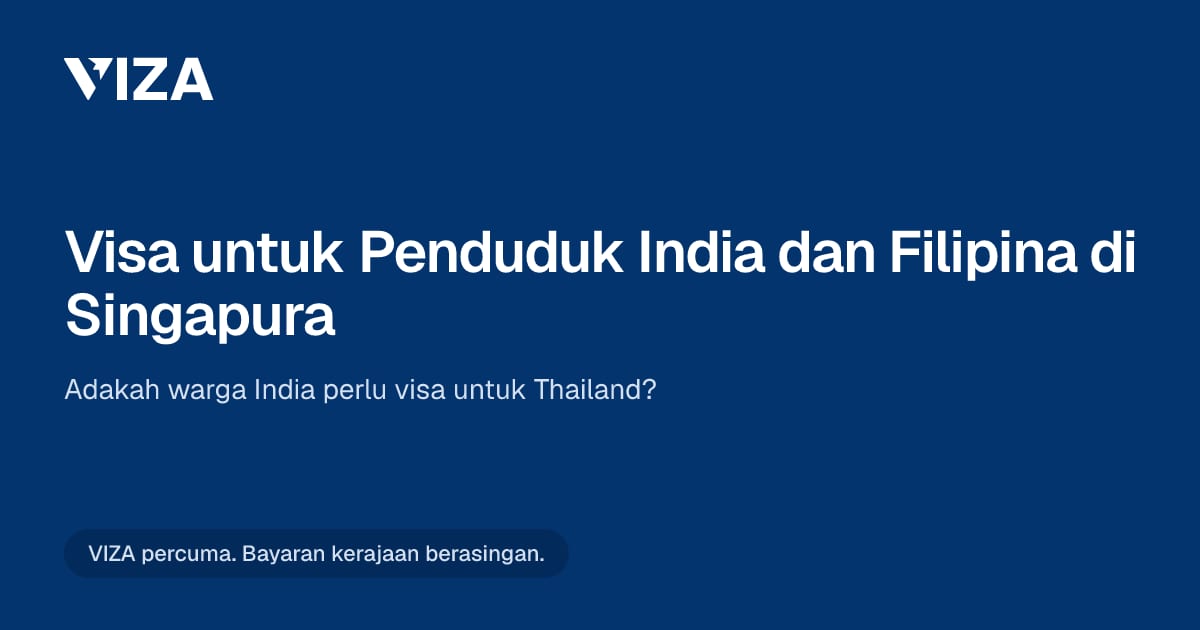 VIZA
Visa untuk Penduduk India dan Filipina di
Singapura
Adakah warga India perlu visa untuk Thailand?
VIZA percuma. Bayaran kerajaan berasingan.